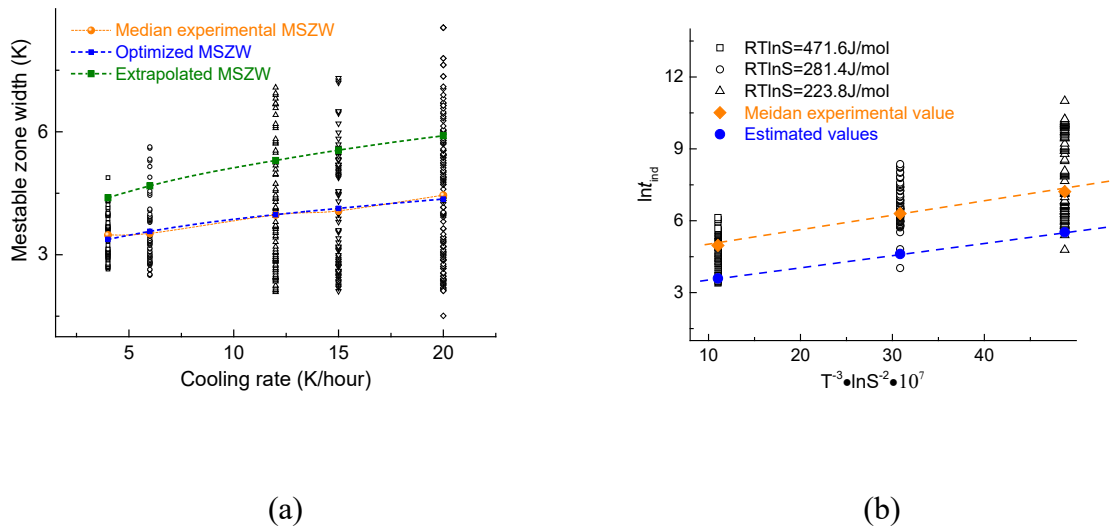 Median experimental MSZW
Optimized MSZW
Extrapolated MSZW
Mestable zone width (K)
6
3
5
10
15
20
Cooling rate (K/hour)
(a)
RTlnS=471.6J/mol
RTlnS=281.4J/mol
RTlnS=223.8J/mol
Meidan experimental value
Estimated values
lnt_ind
12
9
6
3
10
20
30
40
T⁻³•lnS⁻²•10⁷
(b)